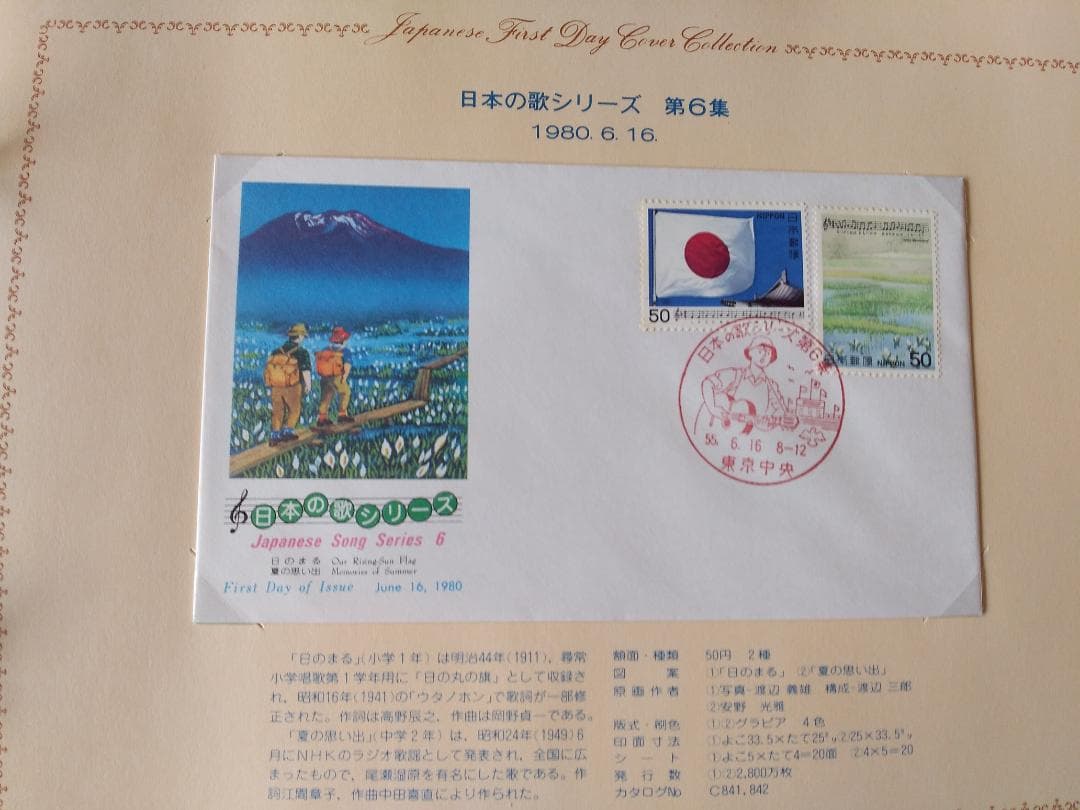 Japanese First Day Cover Collection
日本の歌シリーズ 第6集
1980. 6. 16.
NIPPON 日本郵便
50
日本郵便 NIPPON 50
日本の歌シリーズ第6集
55. 6. 16 8-12
東京中央
日本の歌シリーズ
Japanese Song Series 6
日のまる Our Rising-Sun Flag
夏の思い出 Memories of Summer
First Day of Issue June 16, 1980
「日のまる」(小学1年)は明治44年(1911)、尋常
小学唱歌第1学年用に「日の丸の旗」として収録さ
れ、昭和16年(1941)の「ウタノホン」で歌詞が一部修
正された。作詞は高野辰之、作曲は岡野貞一である。
「夏の思い出」(中学2年)は、昭和24年(1949)6
月にNHKのラジオ歌謡として発表され、全国に広
まったもので、尾瀬湿原を有名にした歌である。作
詞江間章子、作曲中田喜直により作られた。
額面・種類 50円 2種
図案 ①「日のまる」 ②「夏の思い出」
原画作者 ①写真-渡辺 義雄 構成-渡辺 三郎
②安野 光雅
版式・刷色 ①②グラビア 4色
印面寸法 ①よこ33.5×たて25㎜ ②25×33.5㎜
シート ①よこ5×たて4=20面 ②4×5=20
発行数 ①②2,800万枚
カタログNo C841,842